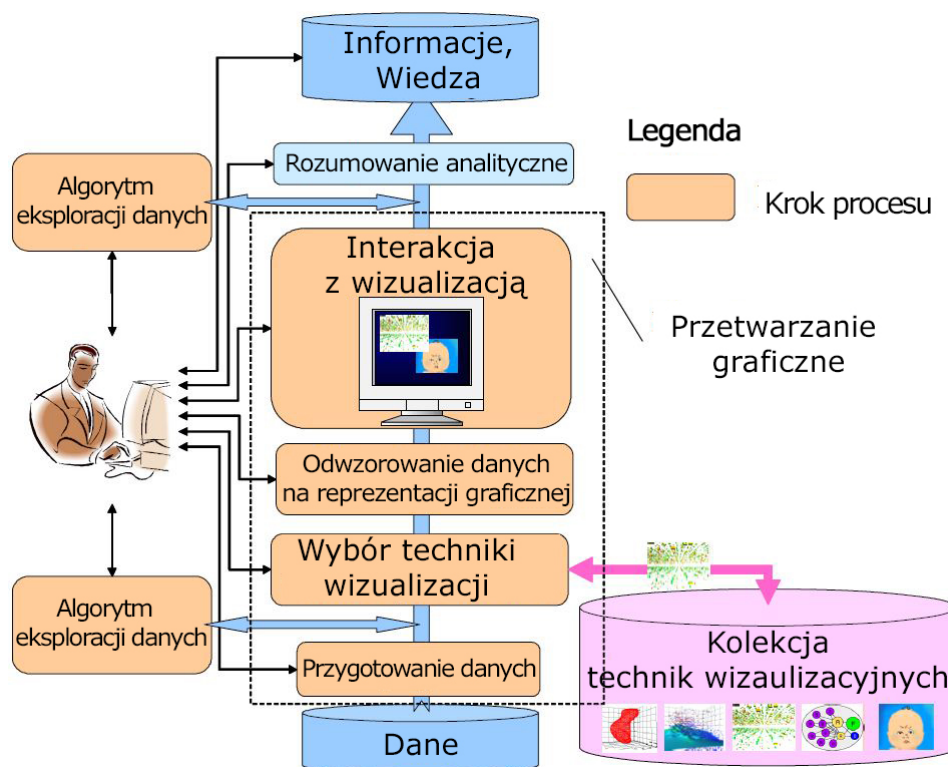 Informacje,
Wiedza
Rozumowanie analityczne
Algorytm
eksploracji danych
Interakcja
z wizualizacją
Odwzorowanie danych
na reprezentacji graficznej
Wybór techniki
wizualizacji
Algorytm
eksploracji danych
Przygotowanie danych
Dane
Legenda
Krok procesu
Przetwarzanie
graficzne
Kolekcja
technik wizaulizacyjnych